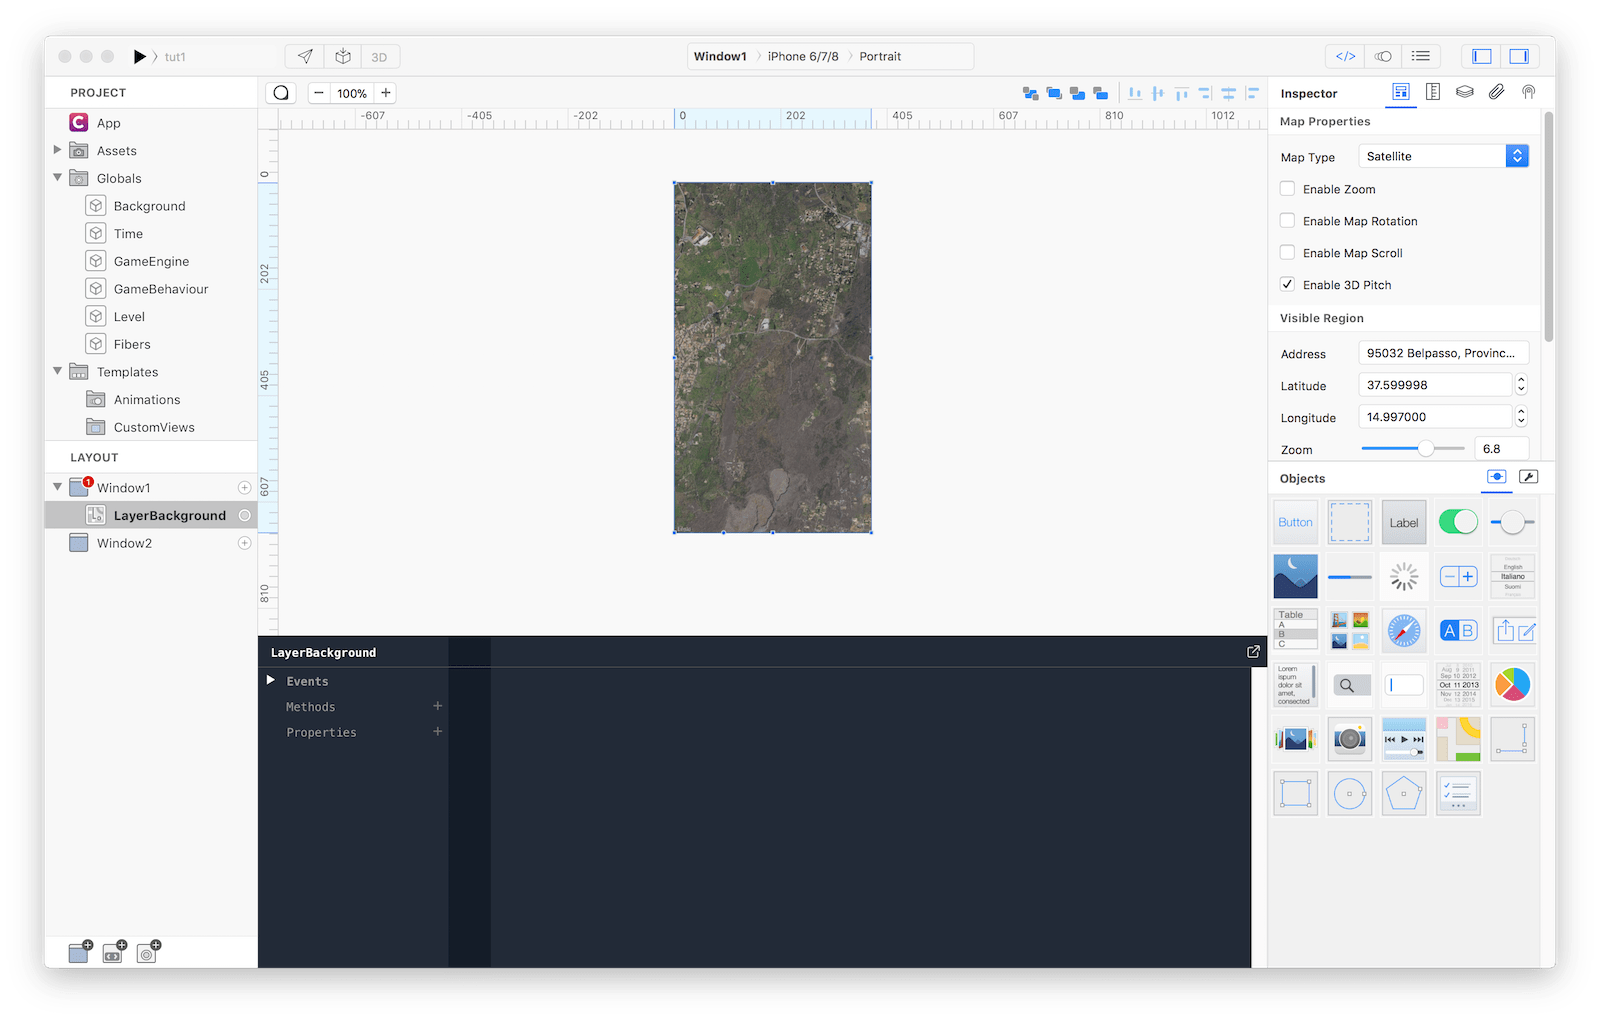 tut1
3D
Window1 iPhone 6/7/8 Portrait
PROJECT
App
Assets
Globals
Background
Time
GameEngine
GameBehaviour
Level
Fibers
Templates
Animations
CustomViews
LAYOUT
1
Window1
LayerBackground
Window2
100%
-607 -405 -202 0 202 405 607 810 1012
0
202
405
607
810
LayerBackground
Events
Methods
Properties
Inspector
Map Properties
Map Type Satellite
Enable Zoom
Enable Map Rotation
Enable Map Scroll
Enable 3D Pitch
Visible Region
Address 95032 Belpasso, Provinc...
Latitude 37.599998
Longitude 14.997000
Zoom 6.8
Objects
Button Label
English
Italiano
Suomi
Table
A
B
C
A B
Lorem
ispum
dolor sit
amet,
consected
Aug 9 2011
Sep 10 2012
Oct 11 2013
Nov 12 2014
Dec 13 2015